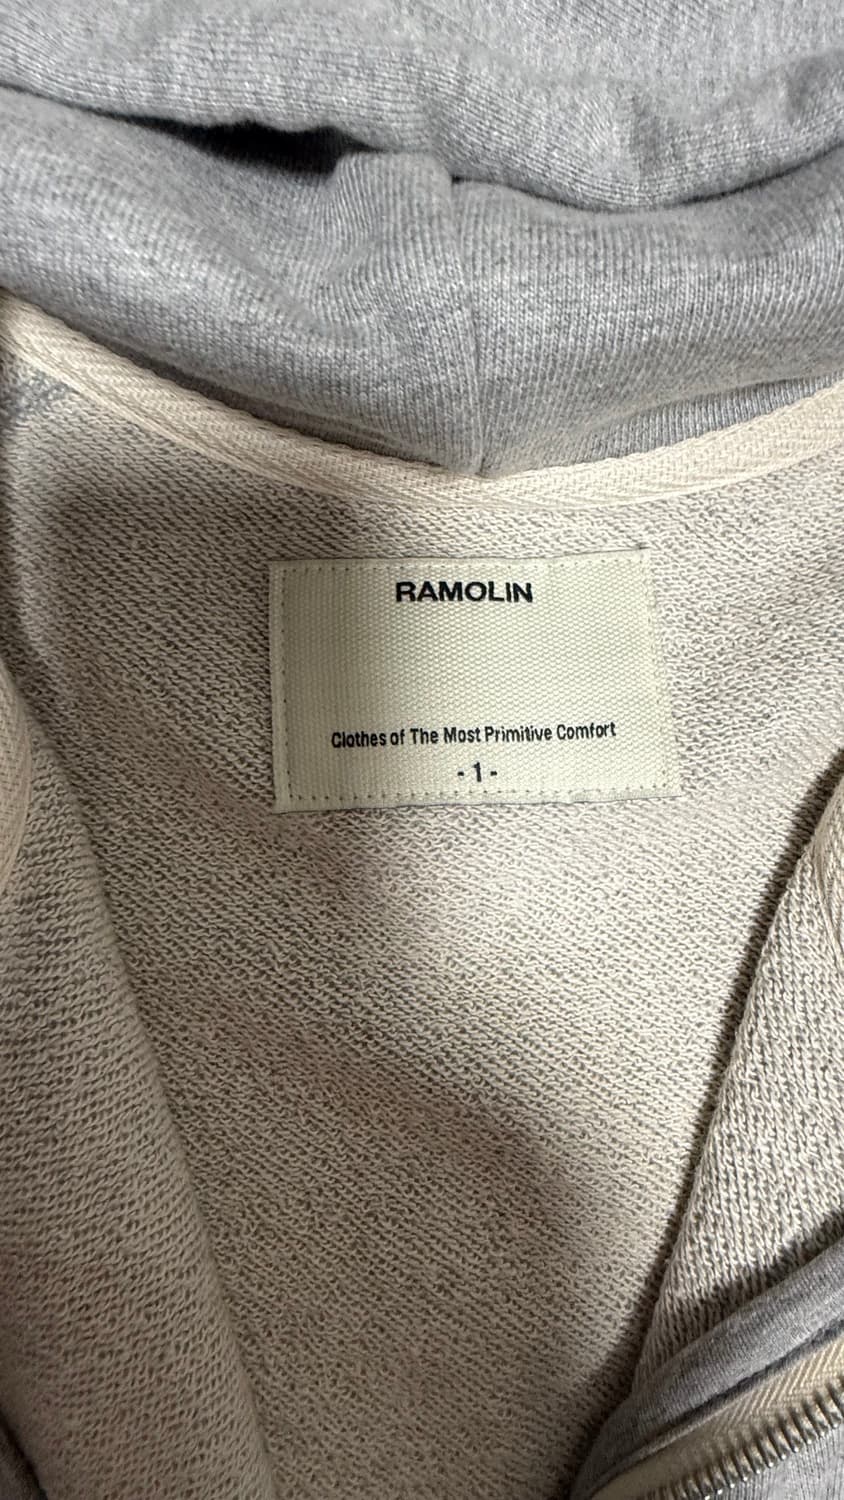 RAMOLIN
Clothes of The Most Primitive Comfort
- 1 -